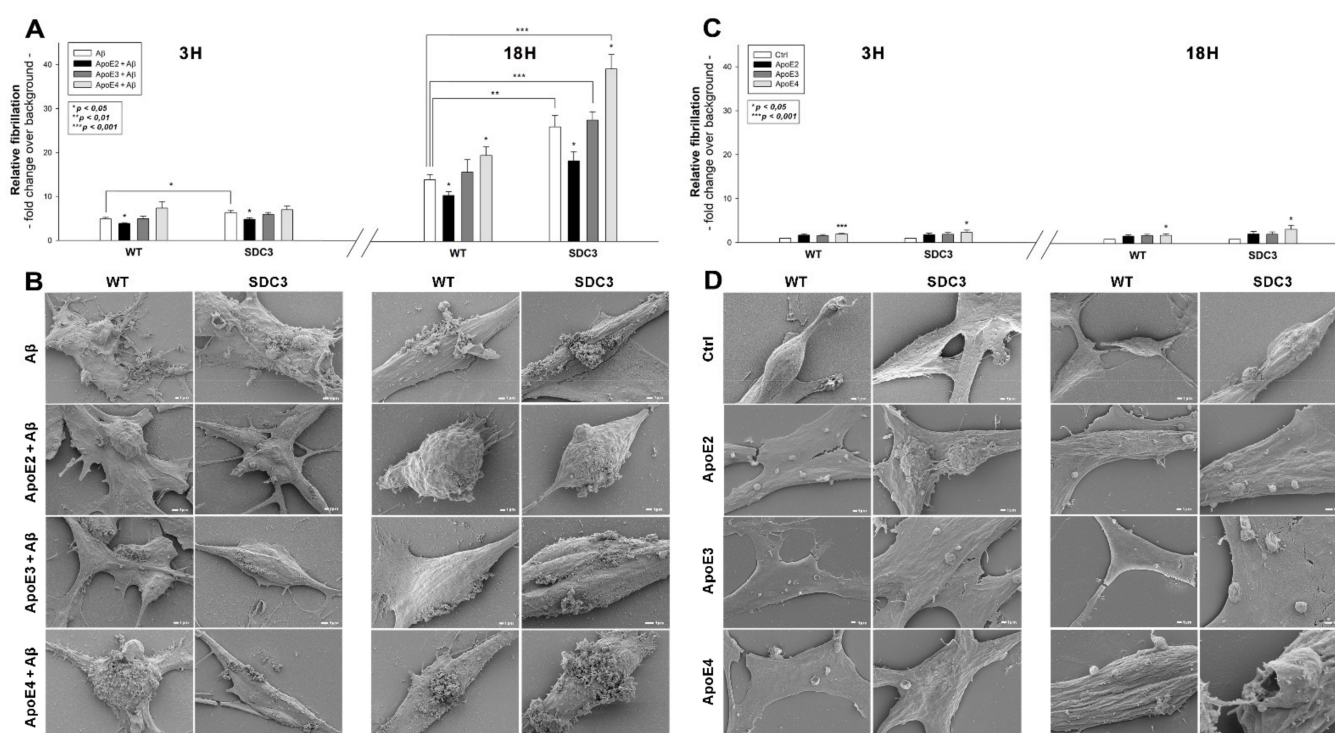 A
3H
18H
Relative fibrillation
- fold change over background -
Aβ
ApoE2 + Aβ
ApoE3 + Aβ
ApoE4 + Aβ
* p < 0,05
** p < 0,01
*** p < 0,001
40
30
20
10
0
*
*
*
***
***
**
*
*
*
*
WT
SDC3
WT
SDC3
B
WT
SDC3
WT
SDC3
Aβ
ApoE2 + Aβ
ApoE3 + Aβ
ApoE4 + Aβ
C
3H
18H
Relative fibrillation
- fold change over background -
Ctrl
ApoE2
ApoE3
ApoE4
* p < 0,05
*** p < 0,001
40
30
20
10
0
***
*
*
*
WT
SDC3
WT
SDC3
D
WT
SDC3
WT
SDC3
Ctrl
ApoE2
ApoE3
ApoE4